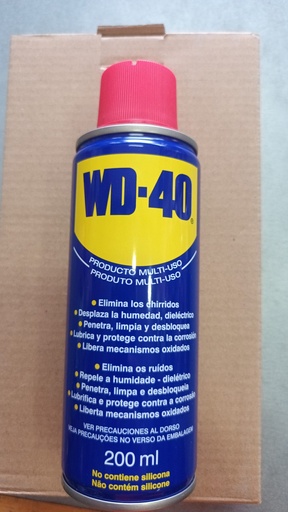 WD-40
PRODUCTO MULTI-USO
PRODUTO MULTI-USO
• Elimina los chirridos
• Desplaza la humedad, dieléctrico
• Penetra, limpia y desbloquea
• Lubrica y protege contra la corrosión
• Libera mecanismos oxidados
• Elimina os ruídos
• Repele a humidade - dielétrico
• Penetra, limpa e desbloqueia
• Lubrifica e protege contra a corrosão
• Liberta mecanismos oxidados
VER PRECAUCIONES AL DORSO
VEJA PRECAUÇÕES NO VERSO DA EMBALAGEM
200 ml
No contiene silicona
Não contém silicone